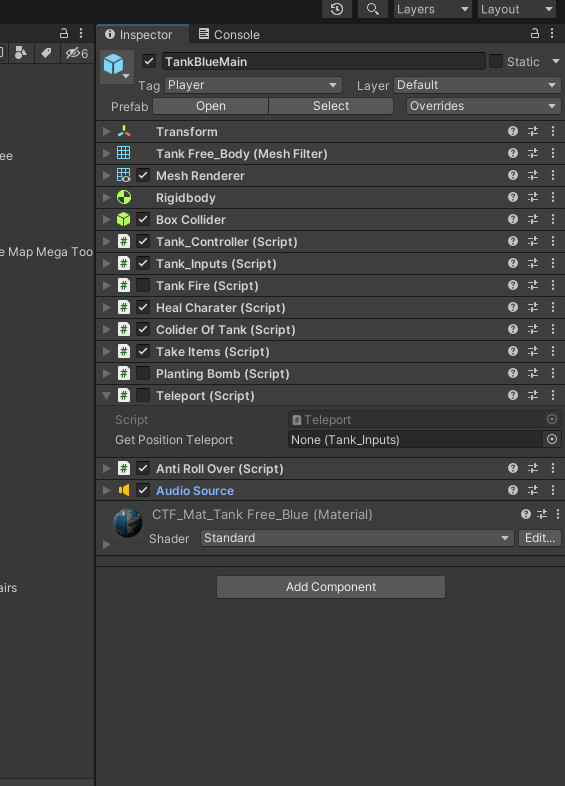 Layers
Layout
Inspector
Console
6
TankBlueMain
Static
Tag
Player
Layer
Default
Prefab
Open
Select
Overrides
Transform
Tank Free_Body (Mesh Filter)
ee
Mesh Renderer
Rigidbody
Box Collider
Tank_Controller (Script)
e Map Mega Too
Tank_Inputs (Script)
Tank Fire (Script)
Heal Charater (Script)
Colider Of Tank (Script)
Take Items (Script)
Planting Bomb (Script)
Teleport (Script)
Script
Teleport
Get Position Teleport
None (Tank_Inputs)
Anti Roll Over (Script)
Audio Source
CTF_Mat_Tank Free_Blue (Material)
Shader
Standard
Edit...
airs
Add Component